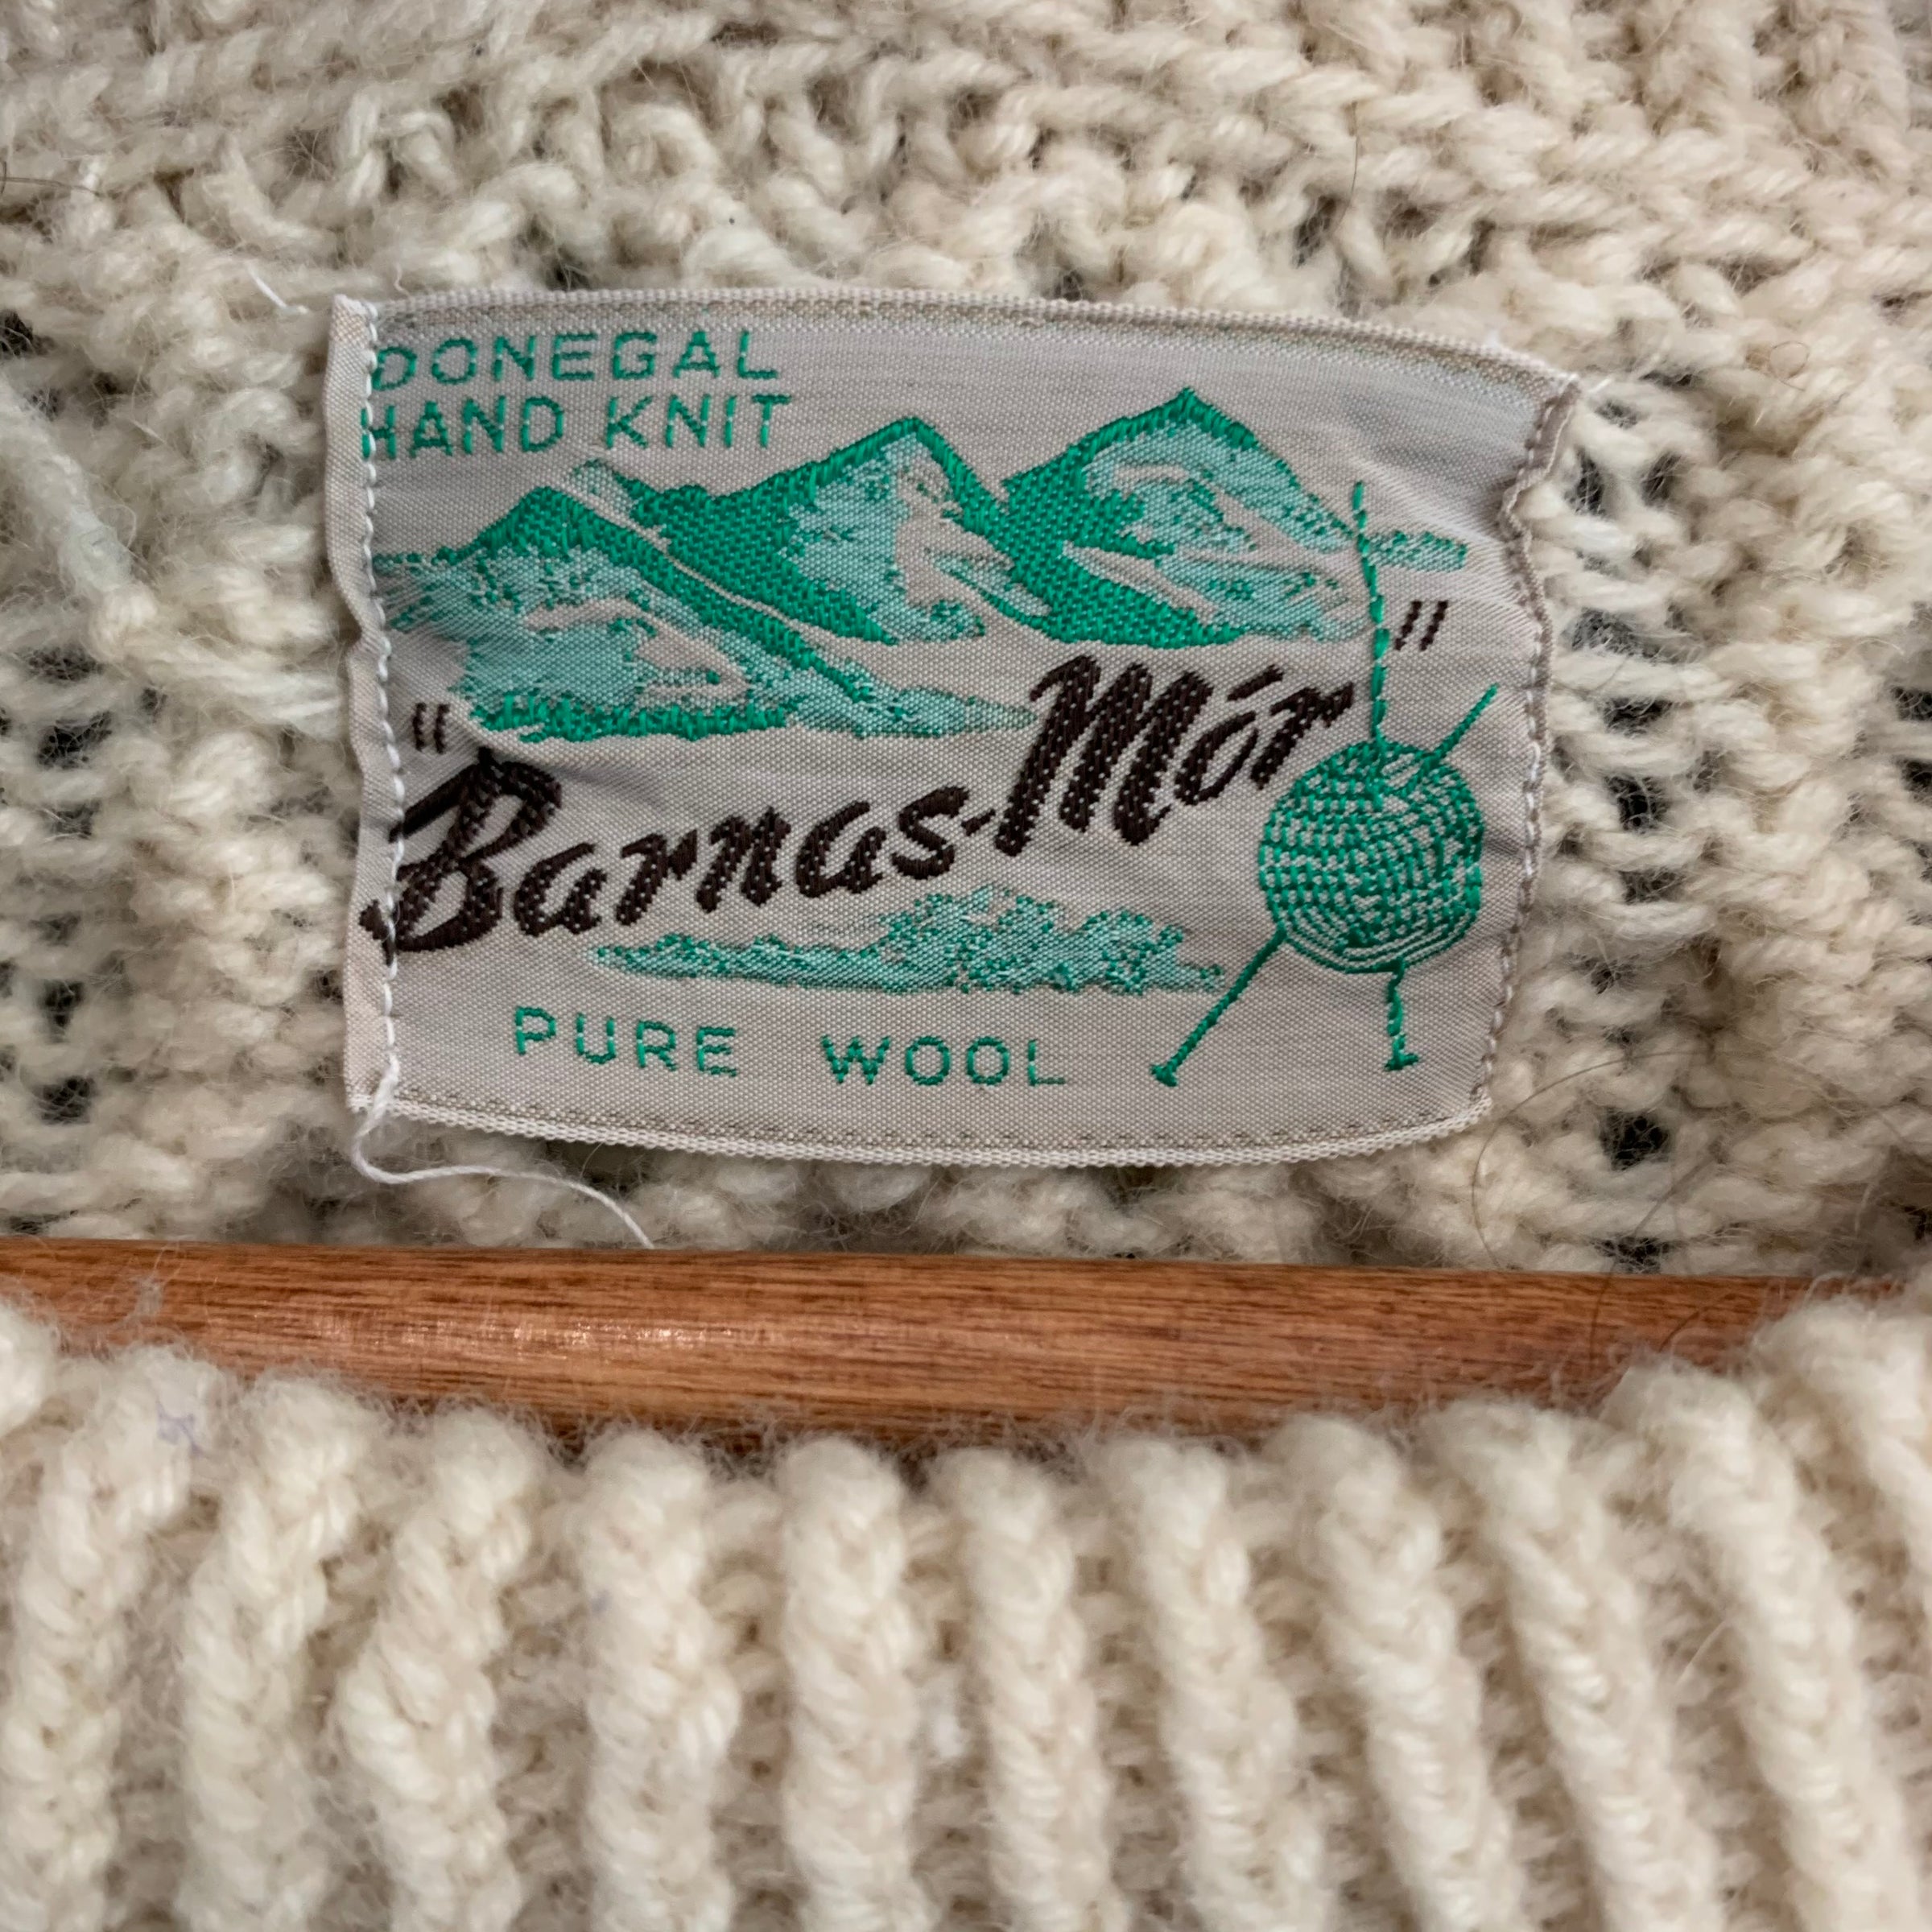 DONEGAL
HAND KNIT
"Barnas-Mór"
PURE WOOL